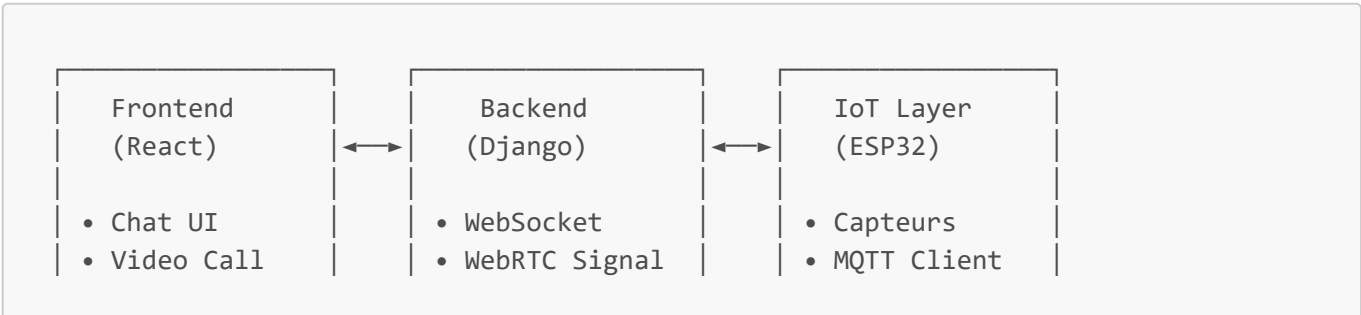 Frontend Backend IoT Layer
(React) (Django) (ESP32)
• Chat UI • WebSocket • Capteurs
• Video Call • WebRTC Signal • MQTT Client